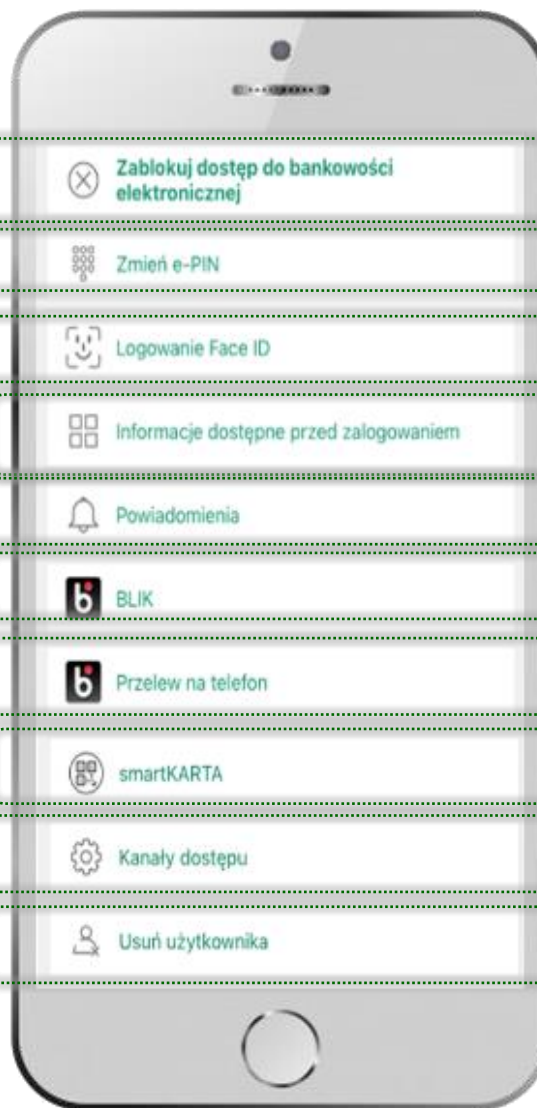 Zablokuj dostęp do bankowości
elektronicznej
Zmień e-PIN
Logowanie Face ID
Informacje dostępne przed zalogowaniem
Powiadomienia
BLIK
Przelew na telefon
smartKARTA
Kanały dostępu
Usuń użytkownika